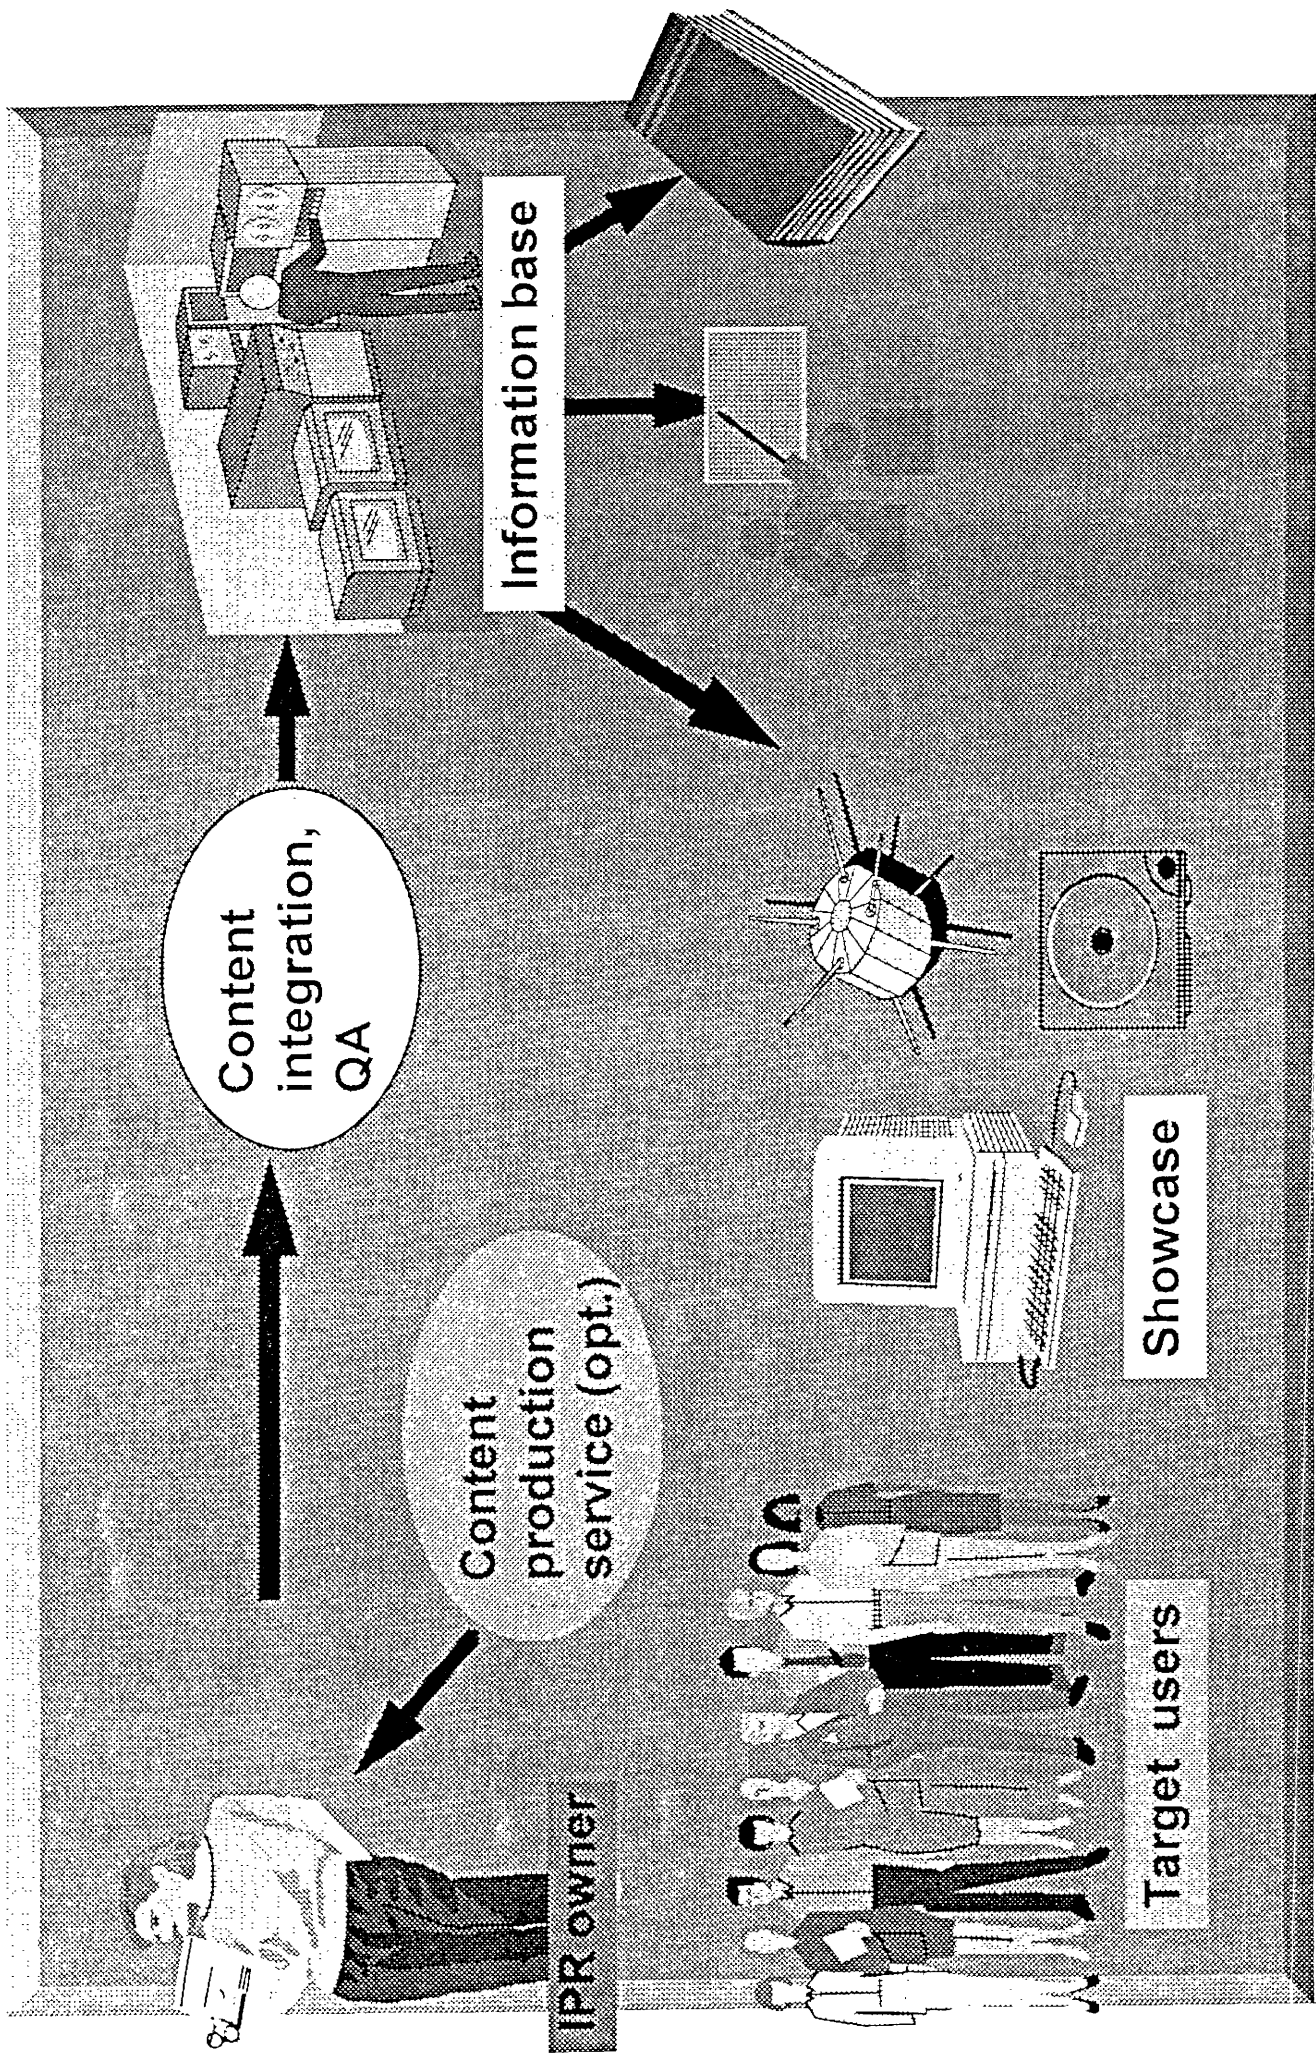 Content
integration,
QA
Content
production
service (opt.)
IPR owner
Information base
Target users
Showcase